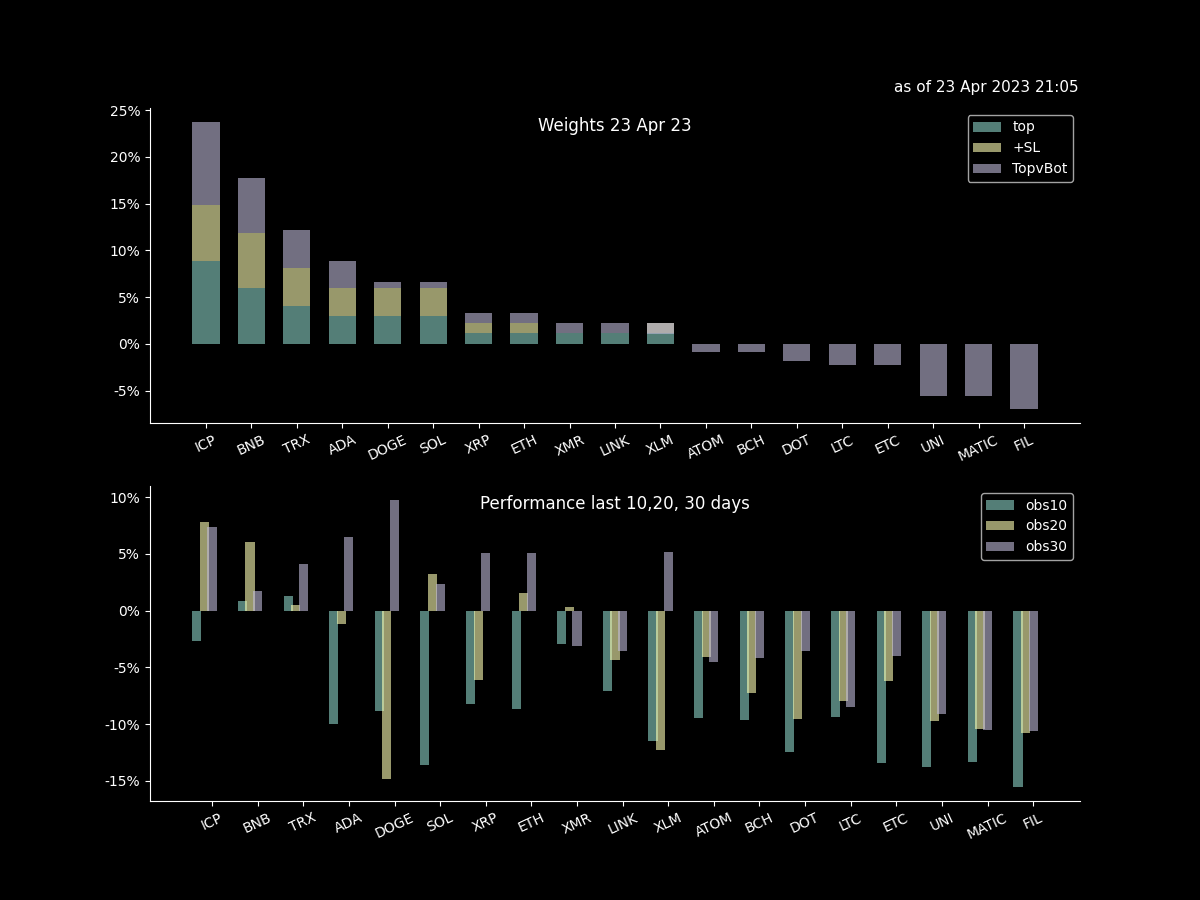 as of 23 Apr 2023 21:05
Weights 23 Apr 23
top
+SL
TopvBot
25%
20%
15%
10%
5%
0%
-5%
ICP BNB TRX ADA DOGE SOL XRP ETH XMR LINK XLM ATOM BCH DOT LTC ETC UNI MATIC FIL
Performance last 10,20, 30 days
obs10
obs20
obs30
10%
5%
0%
-5%
-10%
-15%
ICP BNB TRX ADA DOGE SOL XRP ETH XMR LINK XLM ATOM BCH DOT LTC ETC UNI MATIC FIL